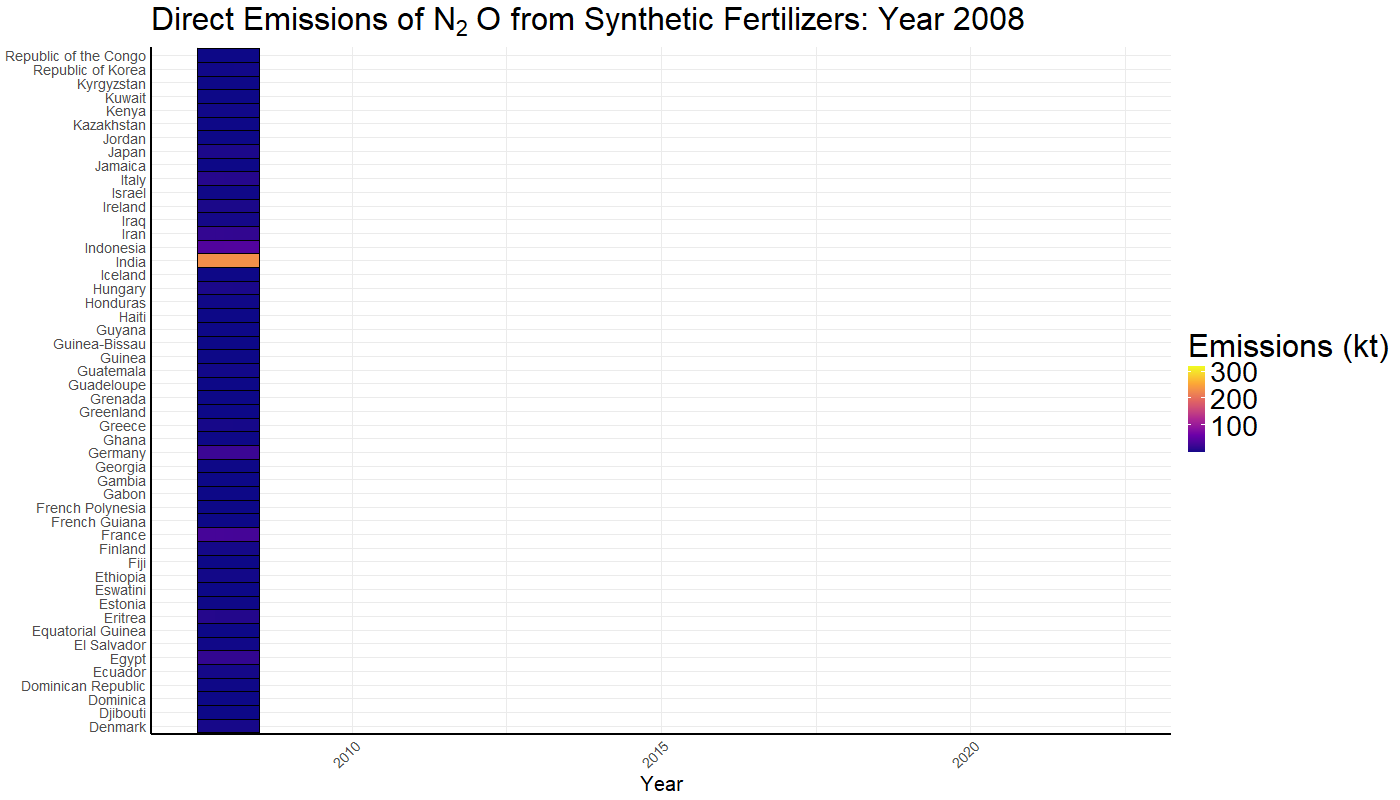 Direct Emissions of N₂ O from Synthetic Fertilizers: Year 2008
Republic of the Congo
Republic of Korea
Kyrgyzstan
Kuwait
Kenya
Kazakhstan
Jordan
Japan
Jamaica
Italy
Israel
Ireland
Iraq
Iran
Indonesia
India
Iceland
Hungary
Honduras
Haiti
Guyana
Guinea-Bissau
Guinea
Guatemala
Guadeloupe
Grenada
Greenland
Greece
Ghana
Germany
Georgia
Gambia
Gabon
French Polynesia
French Guiana
France
Finland
Fiji
Ethiopia
Eswatini
Estonia
Eritrea
Equatorial Guinea
El Salvador
Egypt
Ecuador
Dominican Republic
Dominica
Djibouti
Denmark
2010
2015
2020
Year
Emissions (kt)
300
200
100